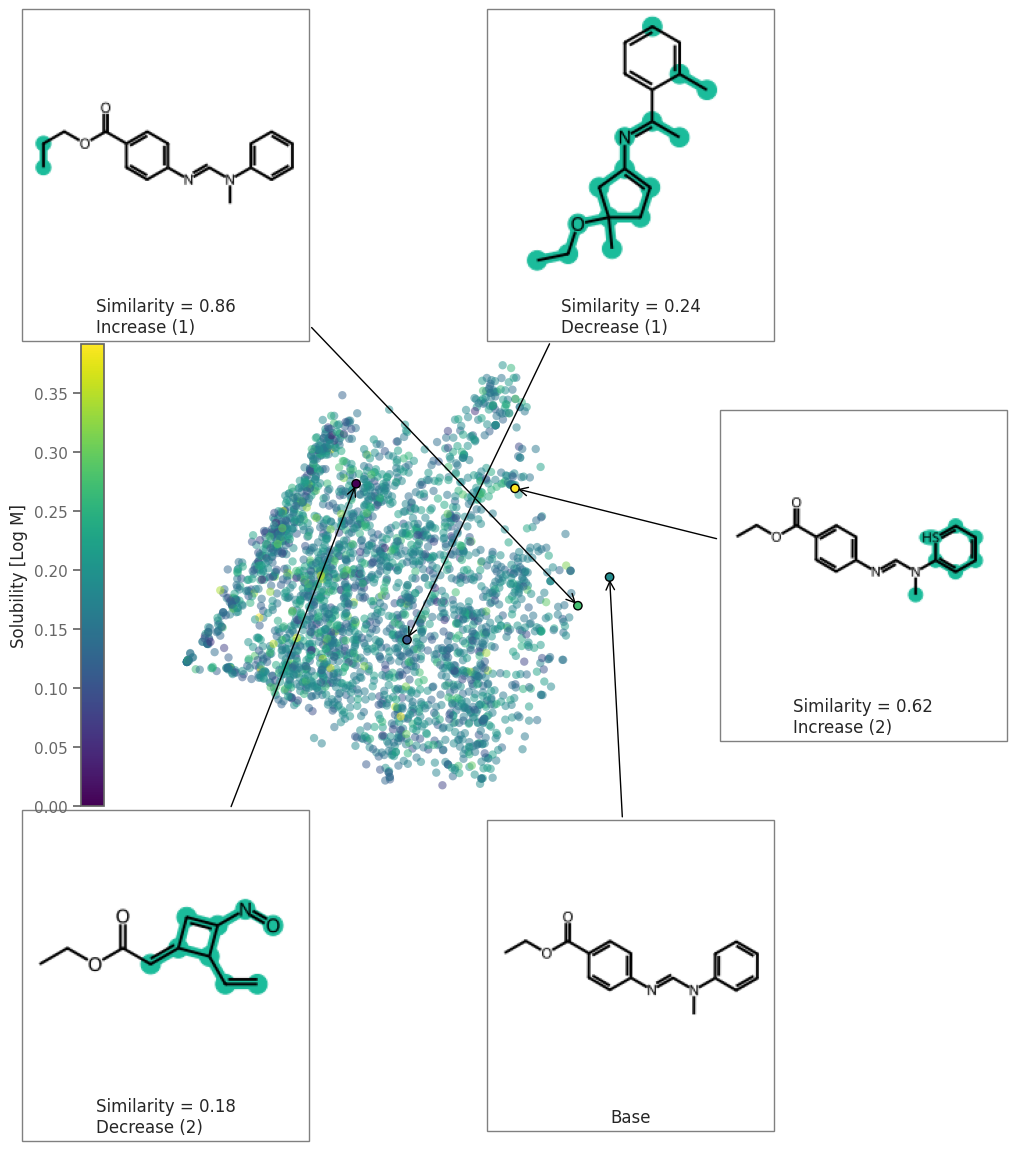 O
O
N
N
Similarity = 0.86
Increase (1)
N
O
Similarity = 0.24
Decrease (1)
0.35
0.30
0.25
0.20
0.15
0.10
0.05
0.00
Solubility [Log M]
O
O
HS
N
N
Similarity = 0.62
Increase (2)
O
O
N
O
Similarity = 0.18
Decrease (2)
O
O
N
N
Base